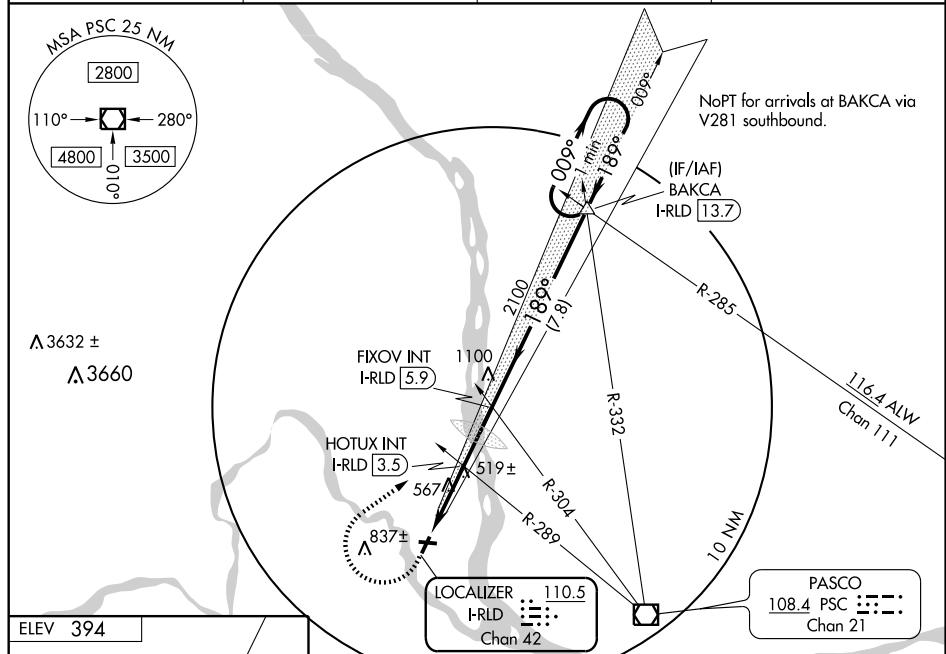 MSA PSC 25 NM
2800
110°
280°
4800
3500
010°
NoPT for arrivals at BAKCA via
V281 southbound.
009°
009°
1 min
189°
(IF/IAF)
BAKCA
I-RLD 13.7
2100
189°
(7.8)
R-285
R-332
116.4 ALW
Chan 111
3632 ±
3660
FIXOV INT
I-RLD 5.9
1100
HOTUX INT
I-RLD 3.5
519 ±
567
R-304
R-289
837±
10 NM
LOCALIZER 110.5
I-RLD
Chan 42
PASCO
108.4 PSC
Chan 21
ELEV 394